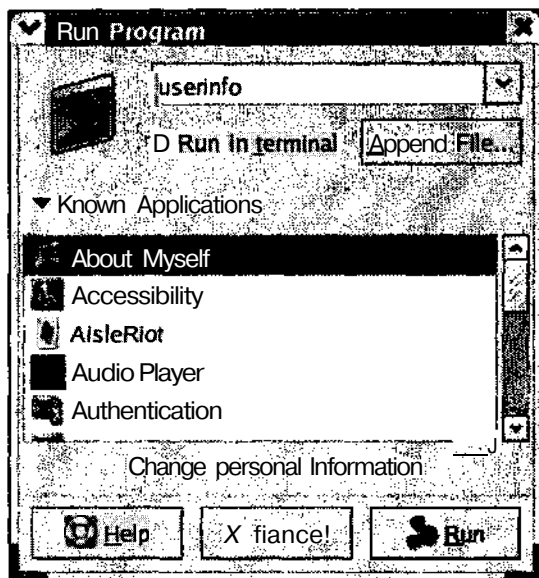 Run Program
userinfo
D Run in terminal
Append File...
Known Applications
About Myself
Accessibility
AisleRiot
Audio Player
Authentication
Change personal Information
Help
X fiance!
Run